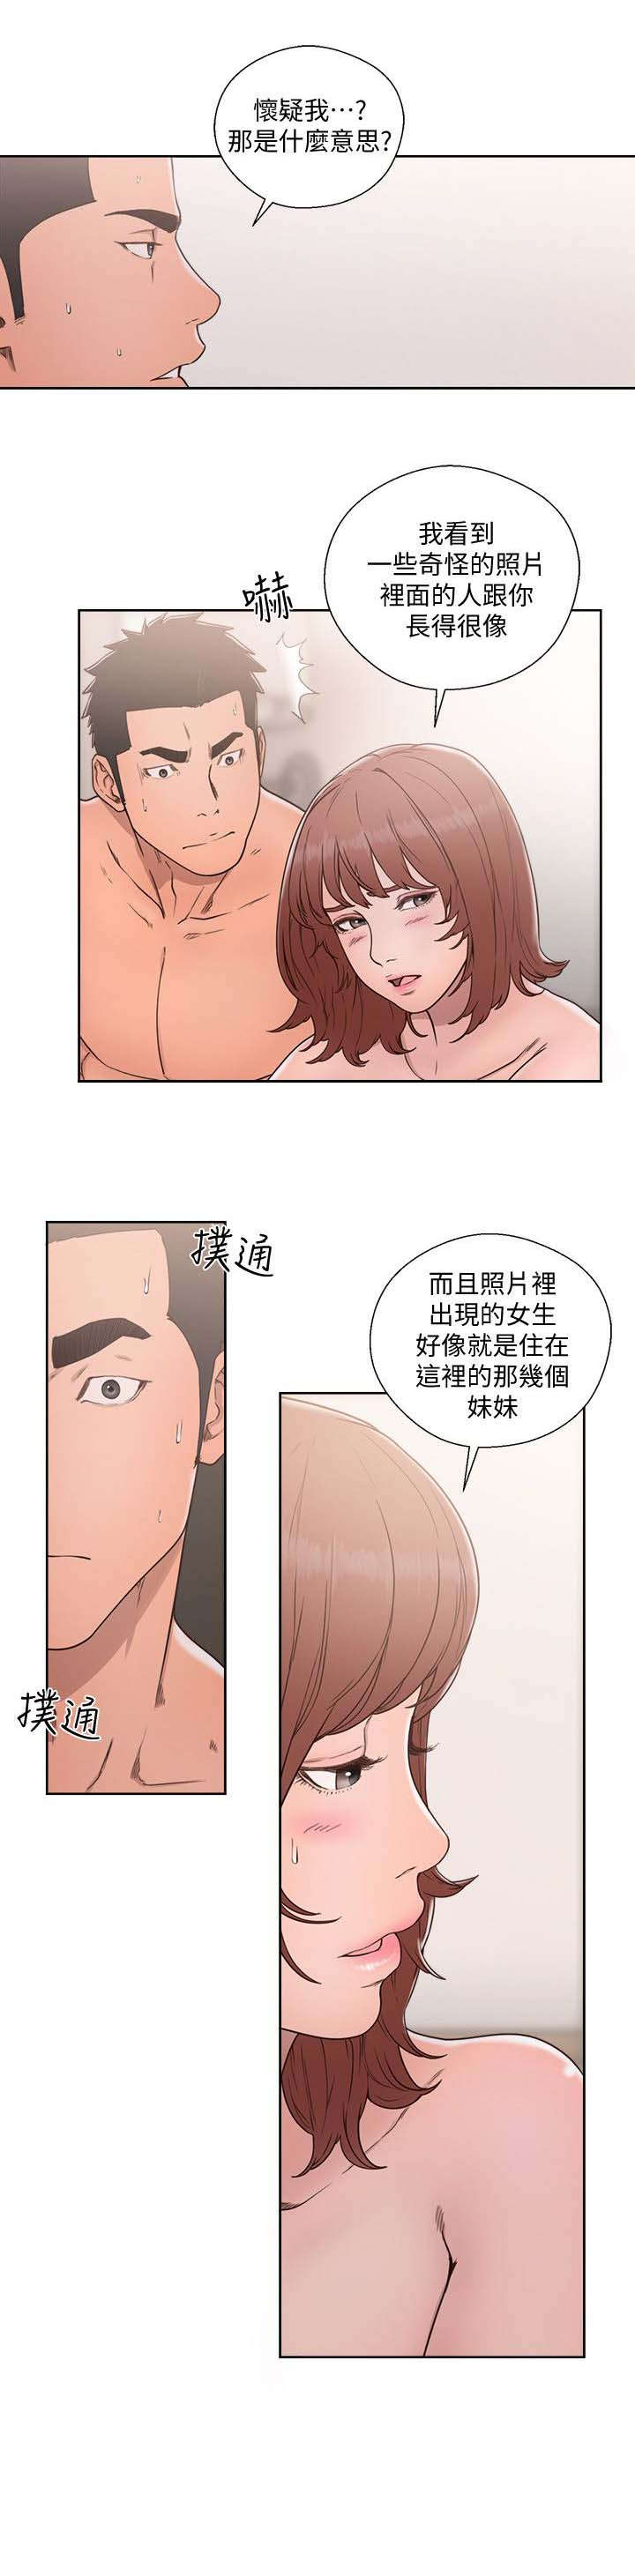 懷疑我⋯?
那是什麼意思?
我看到
一些奇怪的照片
裡面的人跟你
長得很像
嚇
撲通
而且照片裡
出現的女生
好像就是住在
這裡的那幾個
妹妹
撲通